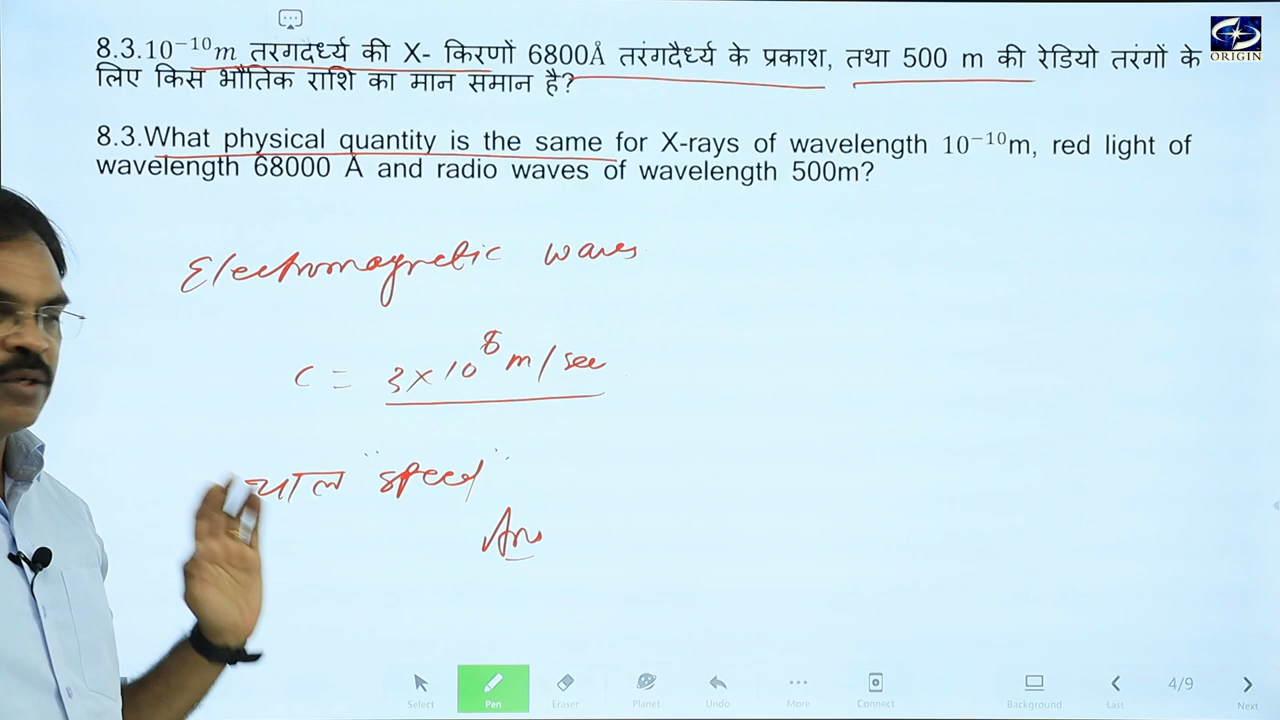 8.3.10⁻¹⁰m तरगदर्ध्य की X- किरणों 6800Å तरंगदैर्ध्य के प्रकाश, तथा 500 m की रेडियो तरंगों के
लिए किस भौतिक राशि का मान समान है?
8.3.What physical quantity is the same for X-rays of wavelength 10⁻¹⁰m, red light of
wavelength 68000 A and radio waves of wavelength 500m?
Electromagnetic waves
c = 3×10⁸ m/sec
चाल "speed"
Ans
ORIGIN
Select
Pen
Eraser
Planet
Undo
More
Connect
Background
Last
4/9
Next